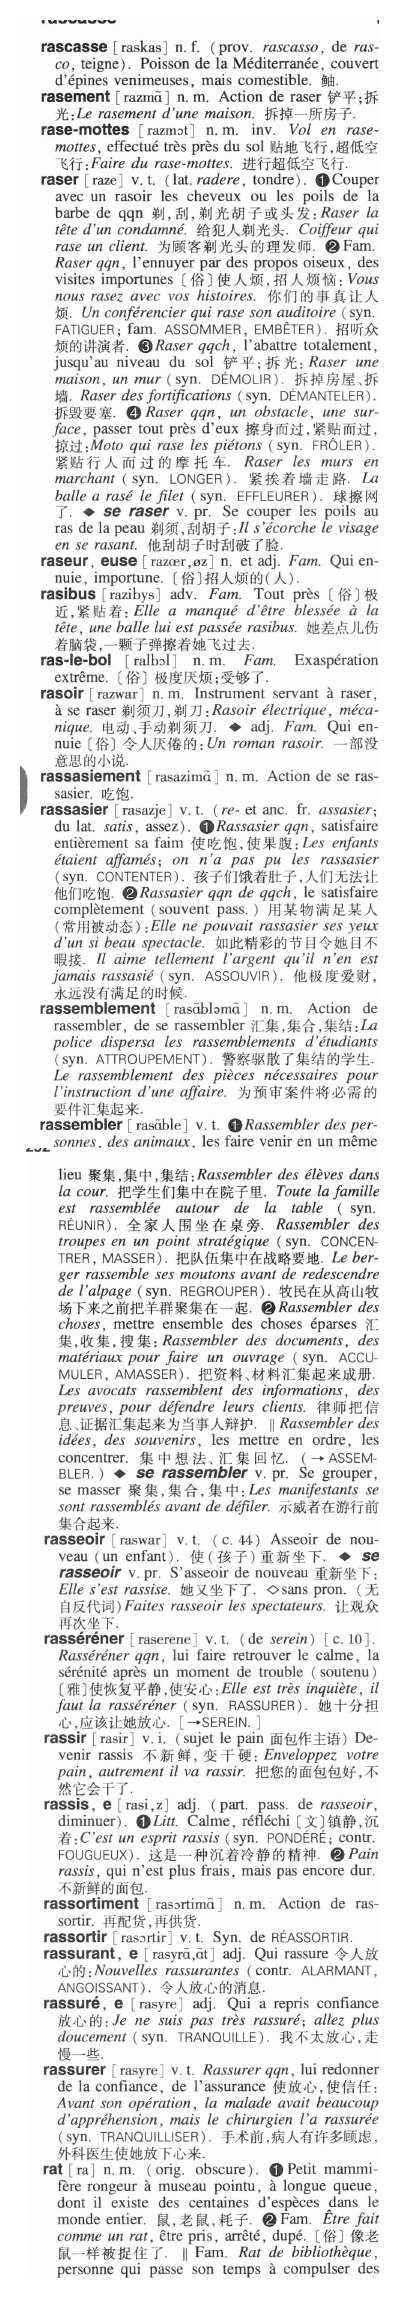 rascasse [raskas] n. f. (prov. rascasso, de ras-
co, teigne). Poisson de la Méditerranée, couvert
d'épines venimeuses, mais comestible. 鲉.
rasement [razmã] n. m. Action de raser 铲平;拆
光:Le rasement d'une maison. 拆掉一所房子.
rase-mottes [razmɔt] n. m. inv. Vol en rase-
mottes, effectué très près du sol 贴地飞行,超低空
飞行:Faire du rase-mottes. 进行超低空飞行.
raser [raze] v. t. (lat. radere, tondre). ❶Couper
avec un rasoir les cheveux ou les poils de la
barbe de qqn 剃,刮,剃光胡子或头发:Raser la
tête d'un condamné. 给犯人剃光头. Coiffeur qui
rase un client. 为顾客剃光头的理发师. ❷Fam.
Raser qqn, l'ennuyer par des propos oiseux, des
visites importunes〔俗〕使人烦,招人烦恼:Vous
nous rasez avec vos histoires. 你们的事真让人
烦. Un conférencier qui rase son auditoire (syn.
FATIGUER; fam. ASSOMMER, EMBÊTER). 招听众
烦的讲演者. ❸Raser qqch, l'abattre totalement,
jusqu'au niveau du sol 铲平;拆光: Raser une
maison, un mur (syn. DÉMOLIR). 拆掉房屋、拆
墙. Raser des fortifications (syn. DÉMANTELER).
拆毁要塞. ❹Raser qqn, un obstacle, une sur-
face, passer tout près d'eux 擦身而过,紧贴而过,
掠过:Moto qui rase les piétons (syn. FRÔLER).
紧贴行人而过的摩托车. Raser les murs en
marchant (syn. LONGER). 紧挨着墙走路. La
balle a rasé le filet (syn. EFFLEURER). 球擦网
了. ◆ se raser v. pr. Se couper les poils au
ras de la peau 剃须,刮胡子:Il s'écorche le visage
en se rasant. 他刮胡子时刮破了脸.
raseur, euse [razœr,øz] n. et adj. Fam. Qui en-
nuie, importune. 〔俗〕招人烦的(人).
rasibus [razibys] adv. Fam. Tout près〔俗〕极
近,紧贴着: Elle a manqué d'être blessée à la
tête, une balle lui est passée rasibus. 她差点儿伤
着脑袋,一颗子弹擦着她飞过去.
ras-le-bol [ralbɔl] n. m. Fam. Exaspération
extrême. 〔俗〕极度厌烦;受够了.
rasoir [razwar] n. m. Instrument servant à raser,
à se raser 剃须刀,剃刀:Rasoir électrique, méca-
nique. 电动、手动剃须刀. ◆ adj. Fam. Qui en-
nuie〔俗〕令人厌倦的: Un roman rasoir. 一部没
意思的小说.
rassasiement [rasazimã] n. m. Action de se ras-
sasier. 吃饱.
rassasier [rasazje] v. t. (re- et anc. fr. assasier;
du lat. satis, assez). ❶Rassasier qqn, satisfaire
entièrement sa faim 使吃饱,使果腹:Les enfants
étaient affamés; on n'a pas pu les rassasier
(syn. CONTENTER). 孩子们饿着肚子,人们无法让
他们吃饱. ❷Rassasier qqn de qqch, le satisfaire
complètement (souvent pass.) 用某物满足某人
(常用被动态):Elle ne pouvait rassasier ses yeux
d'un si beau spectacle. 如此精彩的节目令她目不
暇接. Il aime tellement l'argent qu'il n'en est
jamais rassasié (syn. ASSOUVIR). 他极度爱财,
永远没有满足的时候.
rassemblement [rasãbləmã] n. m. Action de
rassembler, de se rassembler 汇集,集合,集结:La
police dispersa les rassemblements d'étudiants
(syn. ATTROUPEMENT). 警察驱散了集结的学生.
Le rassemblement des pièces nécessaires pour
l'instruction d'une affaire. 为预审案件将必需的
要件汇集起来.
rassembler [rasãble] v. t. ❶Rassembler des per-
sonnes, des animaux, les faire venir en un même
lieu 聚集,集中,集结:Rassembler des élèves dans
la cour. 把学生们集中在院子里. Toute la famille
est rassemblée autour de la table (syn.
RÉUNIR). 全家人围坐在桌旁. Rassembler des
troupes en un point stratégique (syn. CONCEN-
TRER, MASSER). 把队伍集中在战略要地. Le ber-
ger rassemble ses moutons avant de redescendre
de l'alpage (syn. REGROUPER). 牧民在从高山牧
场下来之前把羊群聚集在一起. ❷Rassembler des
choses, mettre ensemble des choses éparses 汇
集,收集,搜集: Rassembler des documents, des
matériaux pour faire un ouvrage (syn. ACCU-
MULER, AMASSER). 把资料、材料汇集起来成册.
Les avocats rassemblent des informations, des
preuves, pour défendre leurs clients. 律师把信
息、证据汇集起来为当事人辩护. ‖ Rassembler des
idées, des souvenirs, les mettre en ordre, les
concentrer. 集中想法、汇集回忆. (→ ASSEM-
BLER.) ◆ se rassembler v. pr. Se grouper,
se masser 聚集,集合,集中: Les manifestants se
sont rassemblés avant de défiler. 示威者在游行前
集合起来.
rasseoir [raswar] v. t. (c. 44) Asseoir de nou-
veau (un enfant). 使(孩子)重新坐下. ◆ se
rasseoir v. pr. S'asseoir de nouveau 重新坐下:
Elle s'est rassise. 她又坐下了. ◇sans pron. (无
自反代词)Faites rasseoir les spectateurs. 让观众
再次坐下.
rasséréner [raserene] v. t. (de serein) [c. 10].
Rasséréner qqn, lui faire retrouver le calme, la
sérénité après un moment de trouble (soutenu)
〔雅〕使恢复平静,使安心:Elle est très inquiète, il
faut la rasséréner (syn. RASSURER). 她十分担
心,应该让她放心. [→SEREIN.]
rassir [rasir] v. i. (sujet le pain 面包作主语) De-
venir rassis 不新鲜,变干硬: Enveloppez votre
pain, autrement il va rassir. 把您的面包包好,不
然它会干了.
rassis, e [rasi,z] adj. (part. pass. de rasseoir,
diminuer). ❶Litt. Calme, réfléchi〔文〕镇静,沉
着:C'est un esprit rassis (syn. PONDÉRÉ; contr.
FOUGUEUX). 这是一种沉着冷静的精神. ❷Pain
rassis, qui n'est plus frais, mais pas encore dur.
不新鲜的面包.
rassortiment [rasɔrtimã] n. m. Action de ras-
sortir. 再配货,再供货.
rassortir [rasɔrtir] v. t. Syn. de RÉASSORTIR.
rassurant, e [rasyrã,ãt] adj. Qui rassure 令人放
心的:Nouvelles rassurantes (contr. ALARMANT,
ANGOISSANT). 令人放心的消息.
rassuré, e [rasyre] adj. Qui a repris confiance
放心的: Je ne suis pas très rassuré; allez plus
doucement (syn. TRANQUILLE). 我不太放心,走
慢一些.
rassurer [rasyre] v. t. Rassurer qqn, lui redonner
de la confiance, de l'assurance 使放心,使信任:
Avant son opération, la malade avait beaucoup
d'appréhension, mais le chirurgien l'a rassurée
(syn. TRANQUILLISER). 手术前,病人有许多顾虑,
外科医生使她放下心来.
rat [ra] n. m. (orig. obscure). ❶Petit mammi-
fère rongeur à museau pointu, à longue queue,
dont il existe des centaines d'espèces dans le
monde entier. 鼠,老鼠,耗子. ❷Fam. Être fait
comme un rat, être pris, arrêté, dupé. 〔俗〕像老
鼠一样被捉住了. ‖ Fam. Rat de bibliothèque,
personne qui passe son temps à compulser des